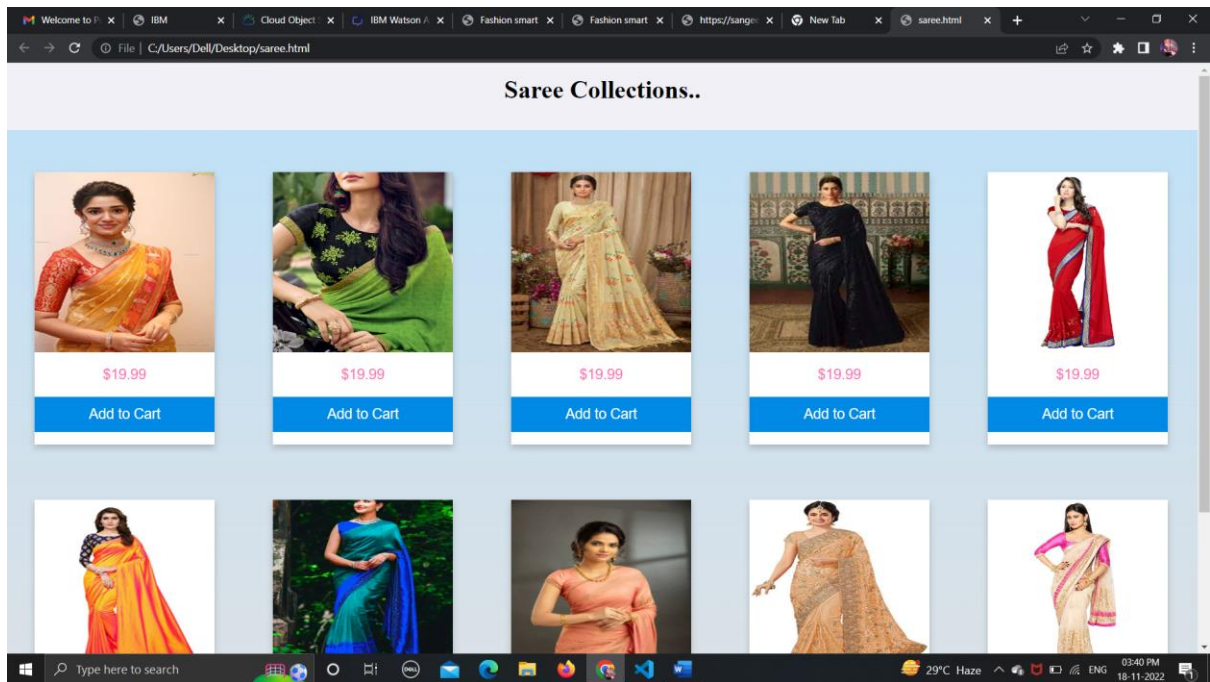 Welcome to P
IBM
Cloud Object
IBM Watson A
Fashion smart
Fashion smart
https://sange
New Tab
saree.html
File | C:/Users/Dell/Desktop/saree.html
Saree Collections..
$19.99 $19.99 $19.99 $19.99 $19.99
Add to Cart Add to Cart Add to Cart Add to Cart Add to Cart
Type here to search
DELL
29°C Haze
ENG
03:40 PM
18-11-2022